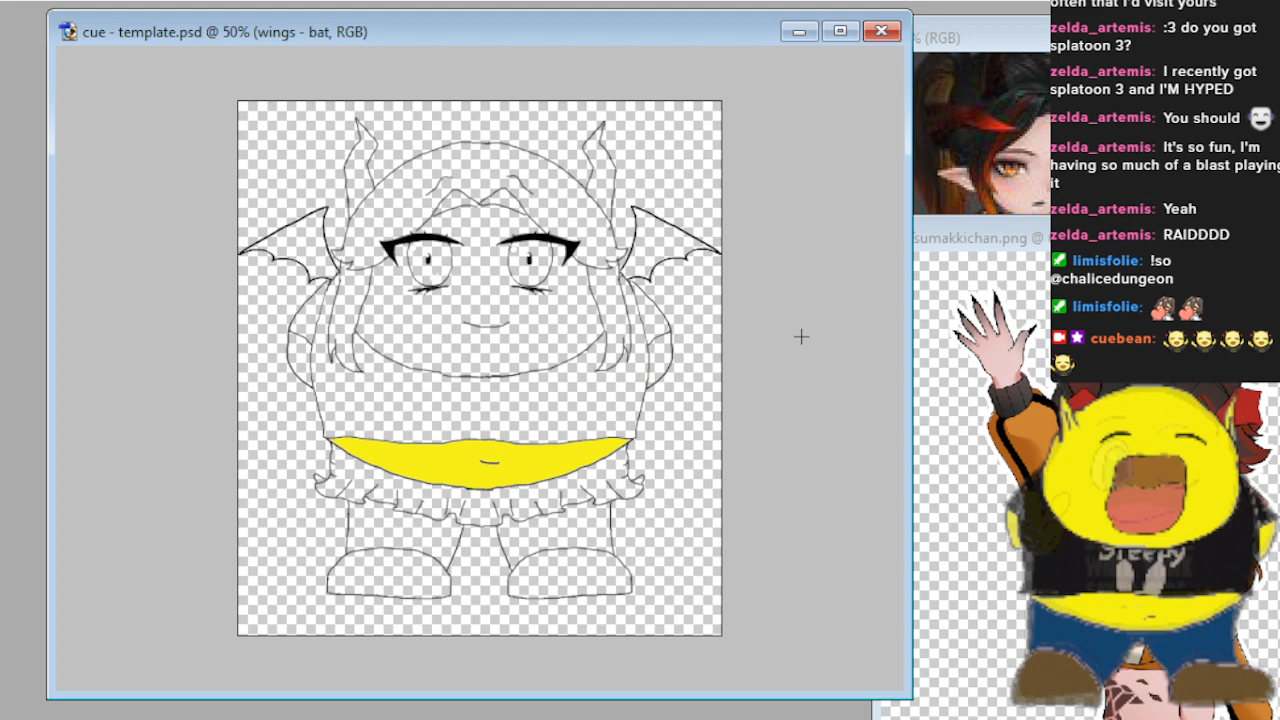 cue - template.psd @ 50% (wings - bat, RGB)
% (RGB)
sumakkichan.png @
often that I'd visit yours
zelda_artemis: :3 do you got
splatoon 3?
zelda_artemis: I recently got
splatoon 3 and I'M HYPED
zelda_artemis: You should
zelda_artemis: It's so fun, I'm
having so much of a blast playing
it
zelda_artemis: Yeah
zelda_artemis: RAIDDDD
limisfolie: !so
@chalicedungeon
limisfolie:
cuebean:
Sleepy